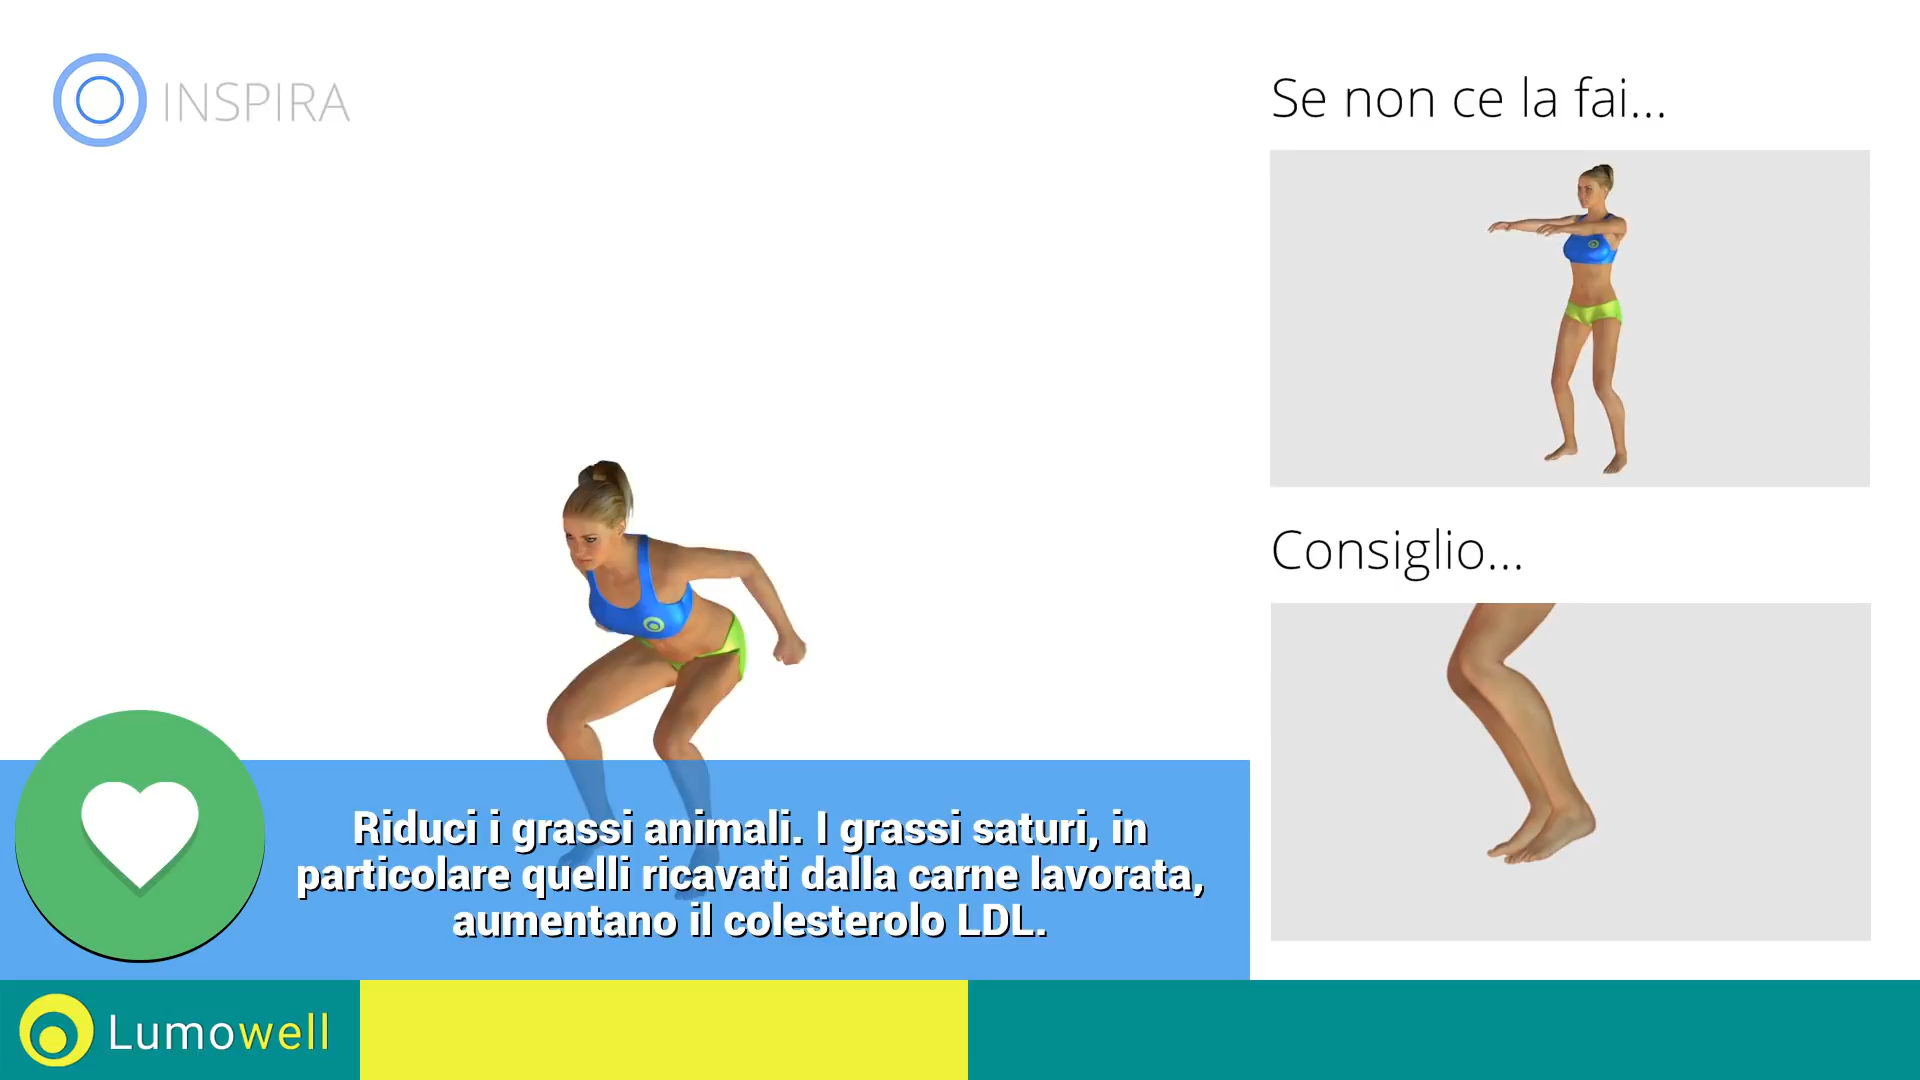 INSPIRA
Se non ce la fai...
Consiglio...
Riduci i grassi animali. I grassi saturi, in
particolare quelli ricavati dalla carne lavorata,
aumentano il colesterolo LDL.
Lumowell